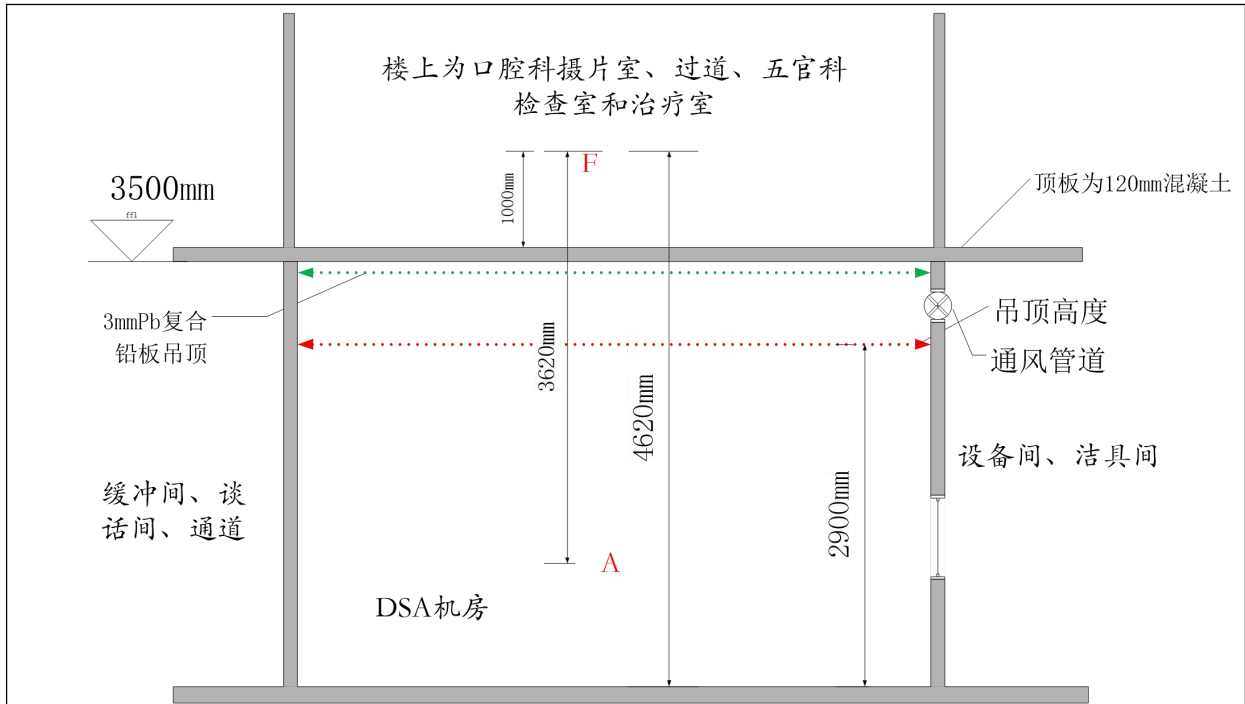 楼上为口腔科摄片室、过道、五官科
检查室和治疗室
F
3500mm
ffl
1000mm
顶板为120mm混凝土
3mmPb复合
铅板吊顶
3620mm
4620mm
吊顶高度
通风管道
2900mm
设备间、洁具间
缓冲间、谈
话间、通道
A
DSA机房